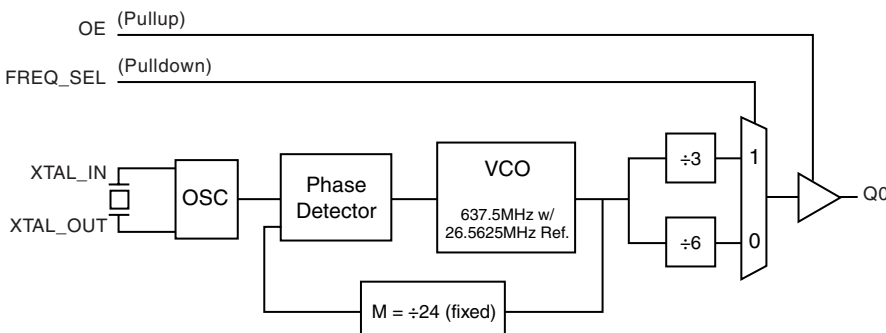 OE (Pullup)
FREQ_SEL (Pulldown)
XTAL_IN
XTAL_OUT
OSC
Phase
Detector
VCO
637.5MHz w/
26.5625MHz Ref.
÷3
÷6
1
0
Q0
M = ÷24 (fixed)